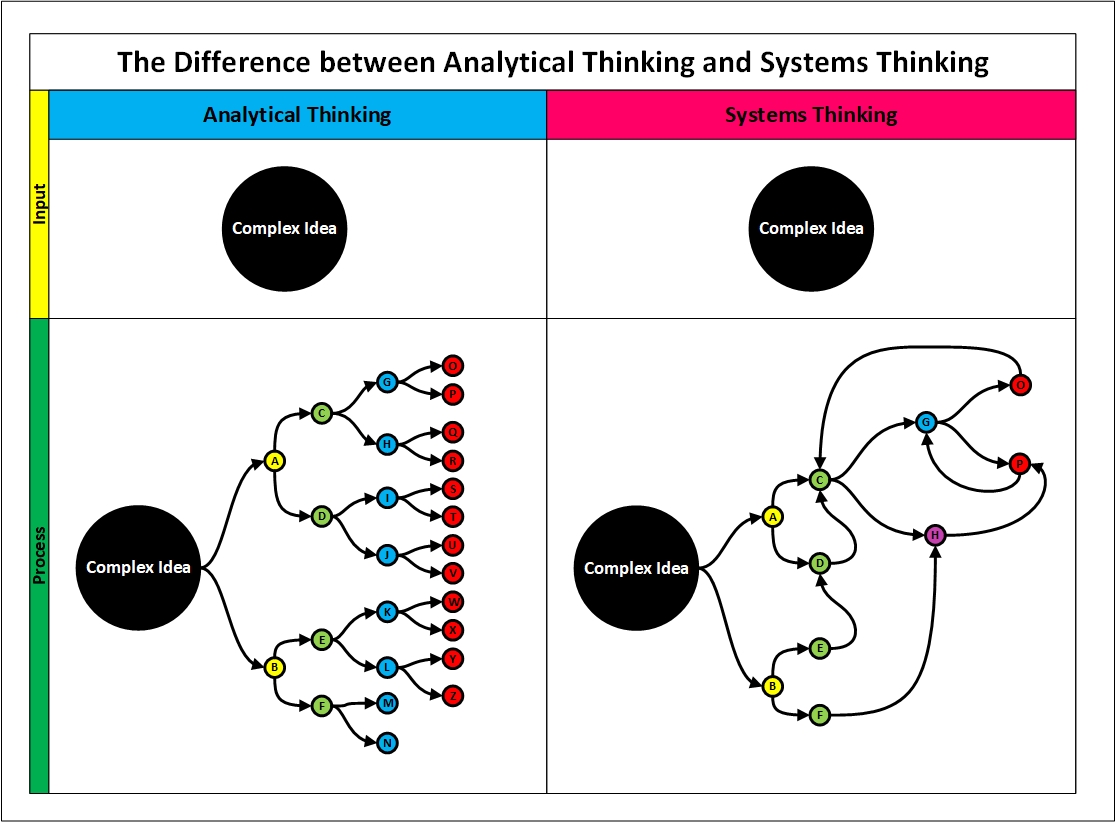 The Difference between Analytical Thinking and Systems Thinking
Analytical Thinking
Systems Thinking
Input
Complex Idea
Complex Idea
Process
Complex Idea
A
B
C
D
E
F
G
H
I
J
K
L
M
N
O
P
Q
R
S
T
U
V
W
X
Y
Z
Complex Idea
A
B
C
D
E
F
G
H
O
P